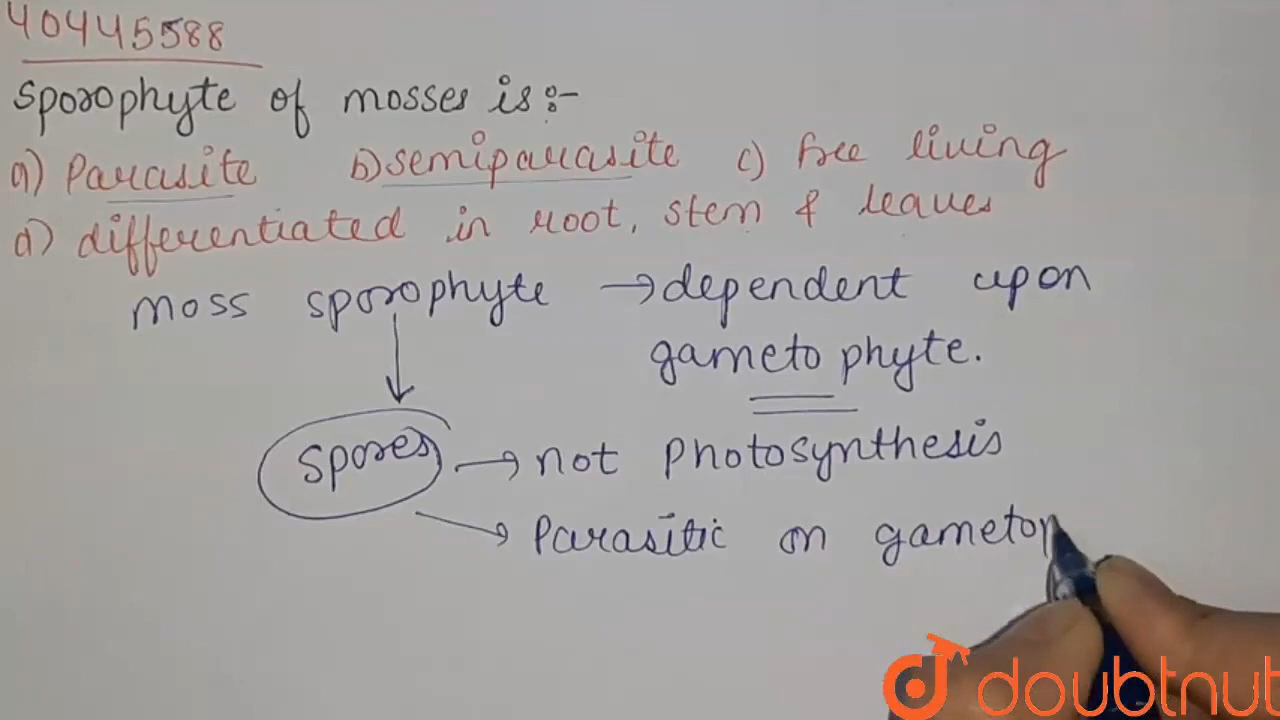 40445588
Sporophyte of mosses is :-
a) Parasite b) semiparasite c) free living
d) differentiated in root, stem & leaves
moss sporophyte → dependent upon
gametophyte.
spores → not Photosynthesis
→ Parasitic on gametop
doubtnut